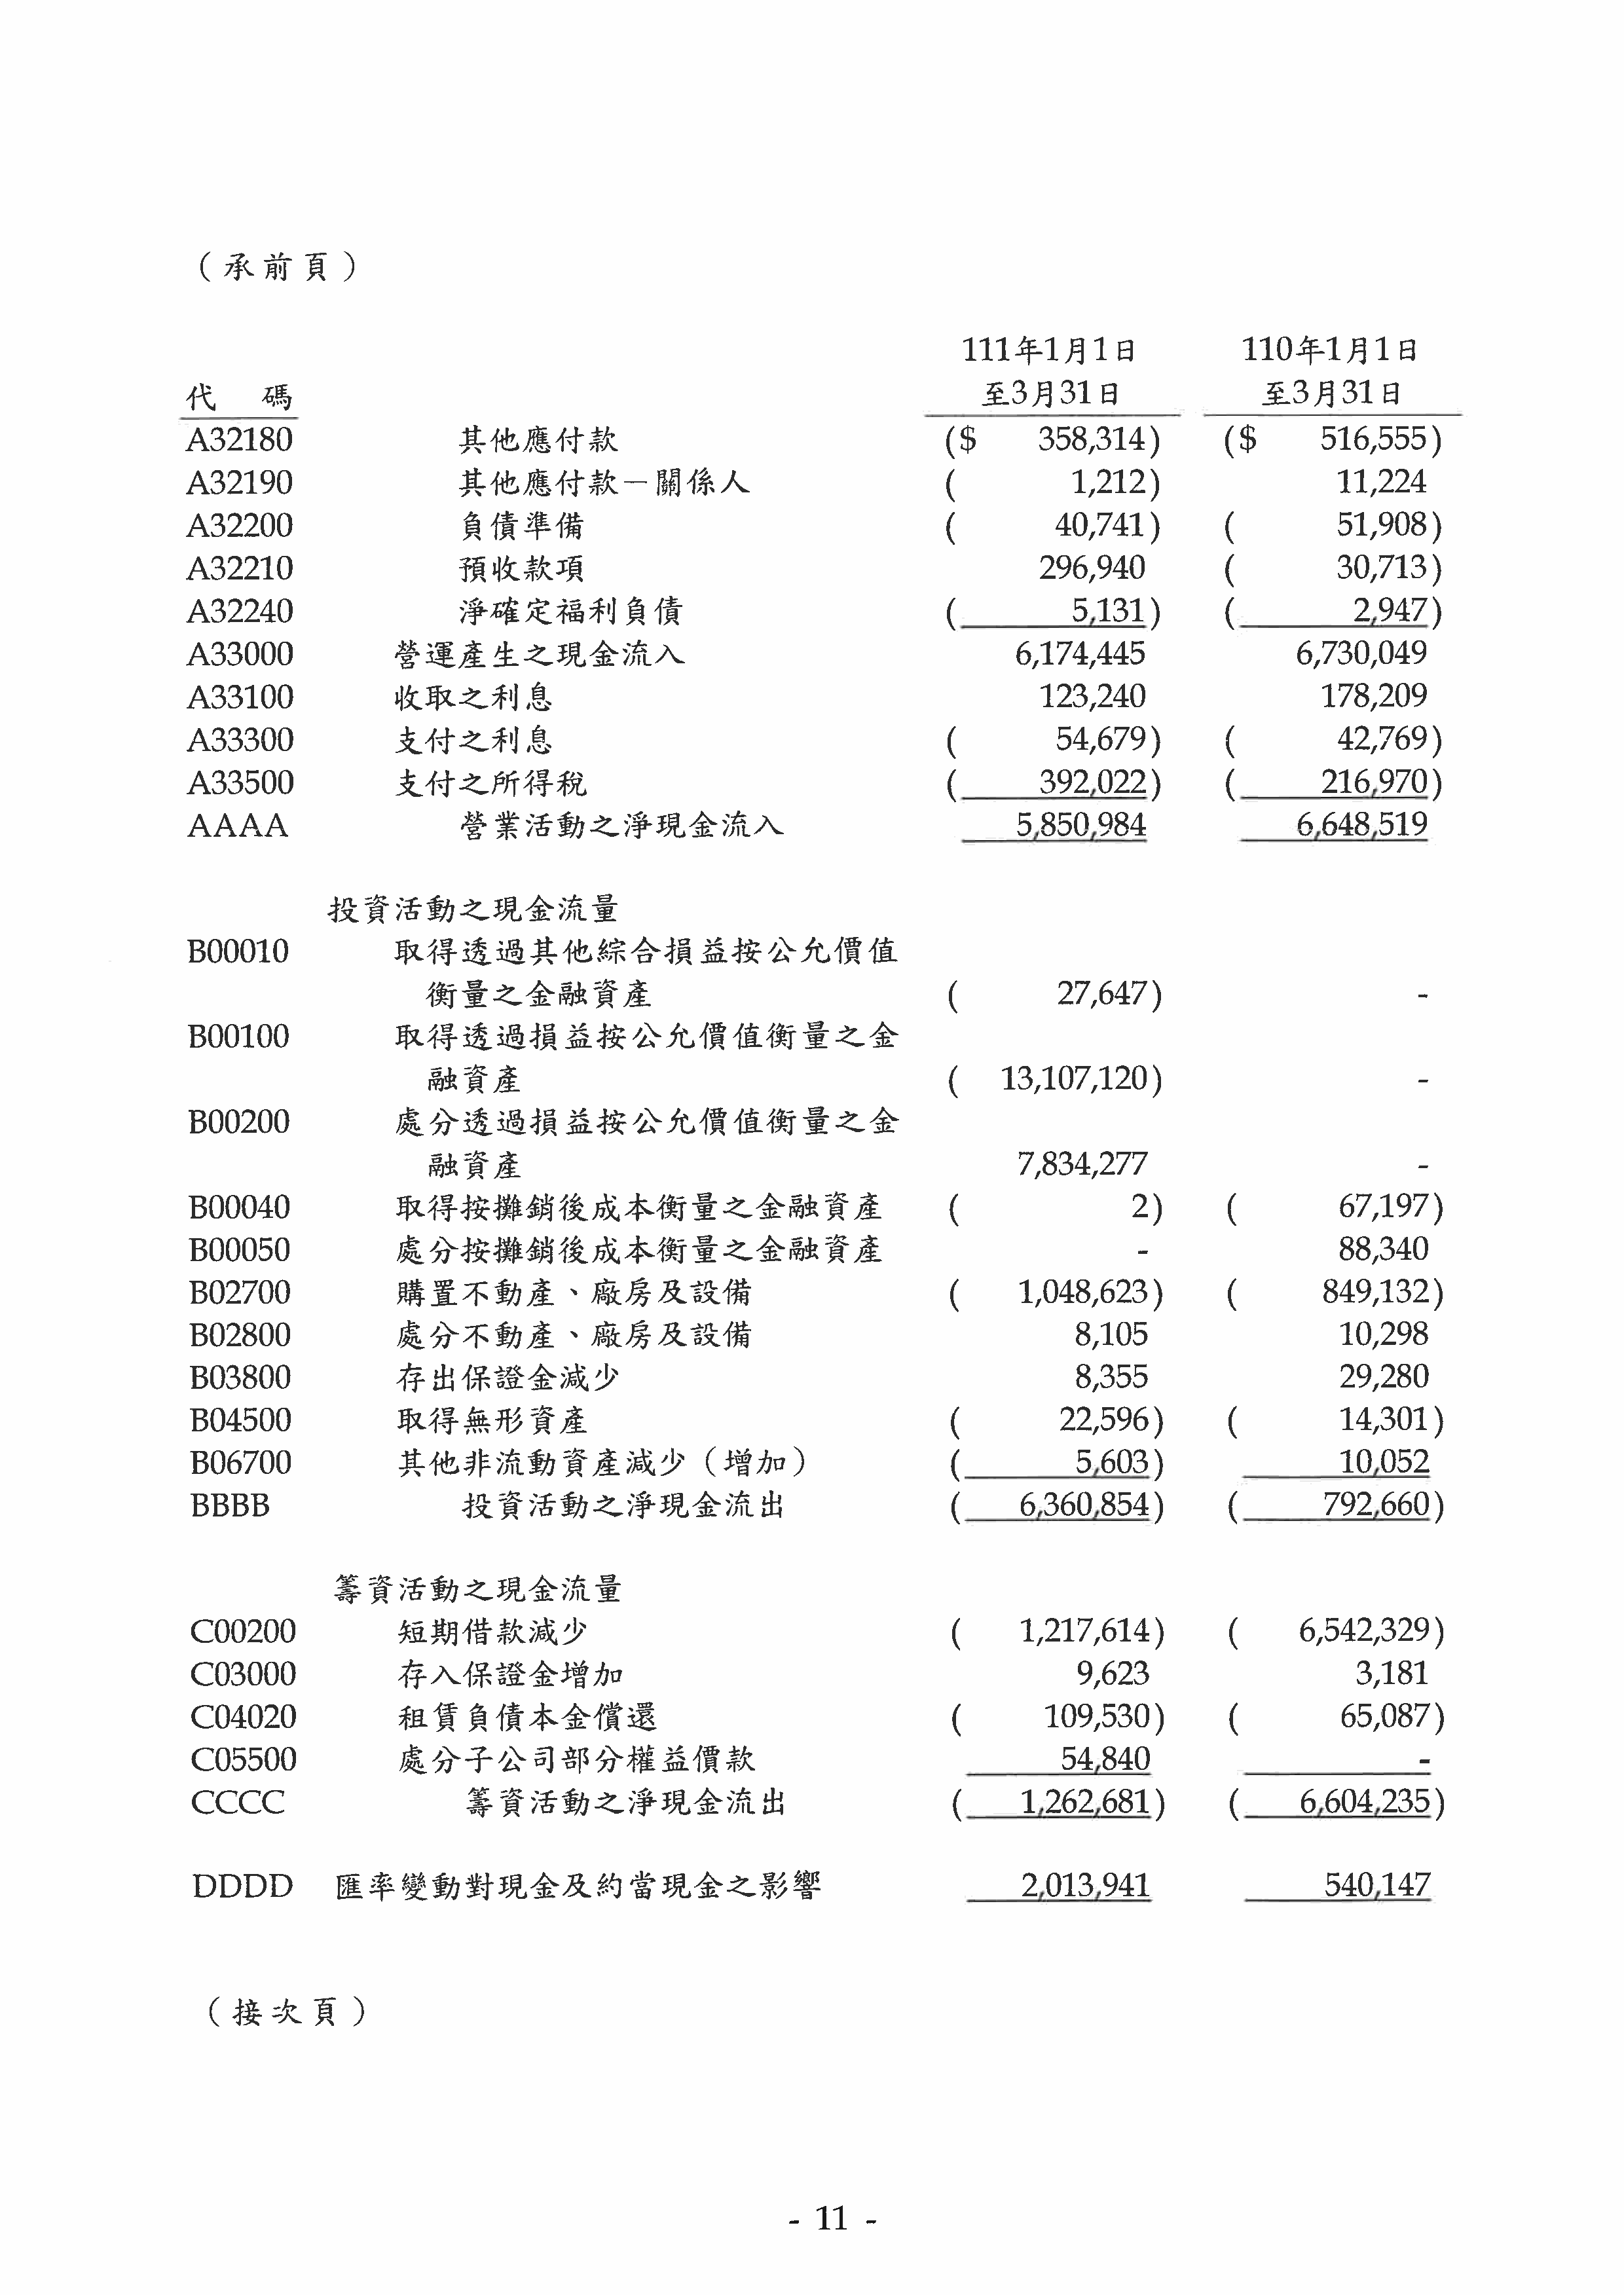 （承前頁）
111年1月1日 110年1月1日
代 碼 至3月31日 至3月31日
A32180 其他應付款 ($ 358,314) ($ 516,555)
A32190 其他應付款－關係人 ( 1,212) 11,224
A32200 負債準備 ( 40,741) ( 51,908)
A32210 預收款項 296,940 ( 30,713)
A32240 淨確定福利負債 ( 5,131) ( 2,947)
A33000 營運產生之現金流入 6,174,445 6,730,049
A33100 收取之利息 123,240 178,209
A33300 支付之利息 ( 54,679) ( 42,769)
A33500 支付之所得稅 ( 392,022) ( 216,970)
AAAA 營業活動之淨現金流入 5,850,984 6,648,519
投資活動之現金流量
B00010 取得透過其他綜合損益按公允價值
衡量之金融資產 ( 27,647) -
B00100 取得透過損益按公允價值衡量之金
融資產 ( 13,107,120) -
B00200 處分透過損益按公允價值衡量之金
融資產 7,834,277 -
B00040 取得按攤銷後成本衡量之金融資產 ( 2) ( 67,197)
B00050 處分按攤銷後成本衡量之金融資產 - 88,340
B02700 購置不動產、廠房及設備 ( 1,048,623) ( 849,132)
B02800 處分不動產、廠房及設備 8,105 10,298
B03800 存出保證金減少 8,355 29,280
B04500 取得無形資產 ( 22,596) ( 14,301)
B06700 其他非流動資產減少（增加） ( 5,603) 10,052
BBBB 投資活動之淨現金流出 ( 6,360,854) ( 792,660)
籌資活動之現金流量
C00200 短期借款減少 ( 1,217,614) ( 6,542,329)
C03000 存入保證金增加 9,623 3,181
C04020 租賃負債本金償還 ( 109,530) ( 65,087)
C05500 處分子公司部分權益價款 54,840 -
CCCC 籌資活動之淨現金流出 ( 1,262,681) ( 6,604,235)
DDDD 匯率變動對現金及約當現金之影響 2,013,941 540,147
（接次頁）
- 11 -